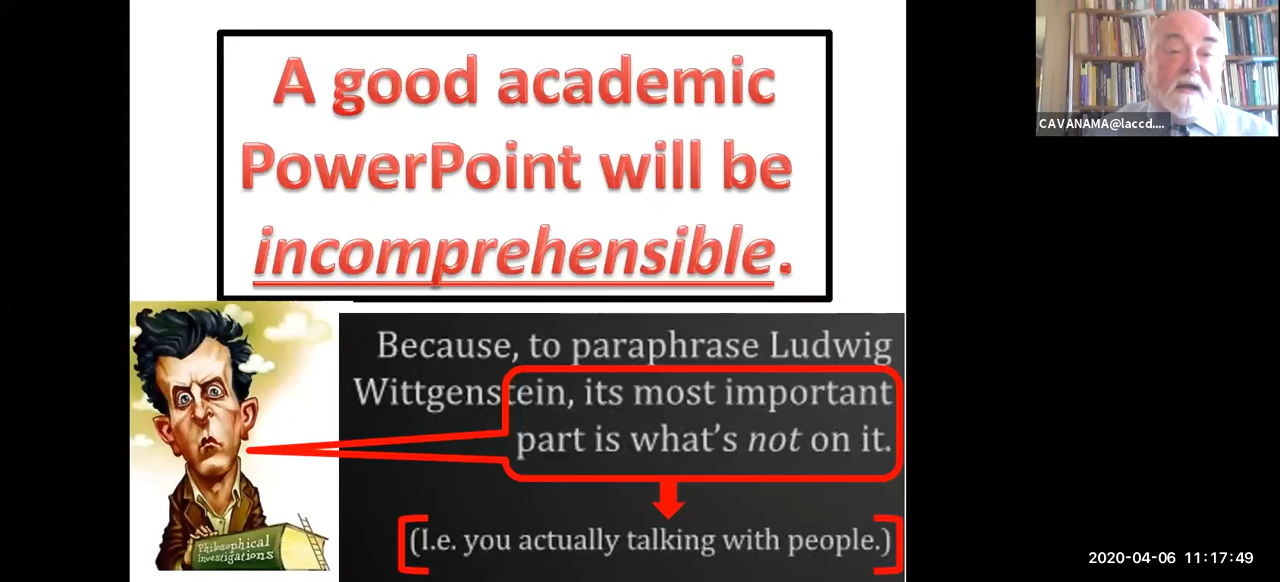 A good academic
PowerPoint will be
incomprehensible.
CAVANAMA@laccd....
Because, to paraphrase Ludwig
Wittgenstein, its most important
part is what's not on it.
(I.e. you actually talking with people.)
Philosophical
Investigations
2020-04-06 11:17:49